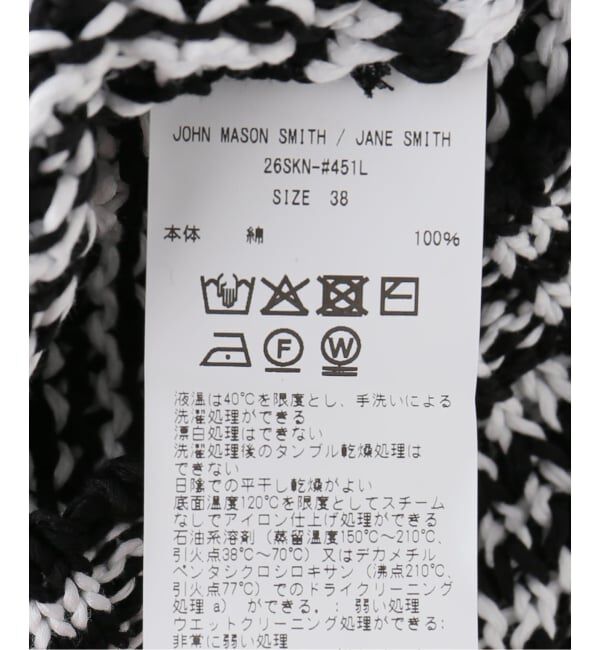 JOHN MASON SMITH / JANE SMITH
26SKN-#451L
SIZE 38
本体 綿 100%
F W
液温は40℃を限度とし、手洗いによる
洗濯処理ができる
漂白処理はできない
洗濯処理後のタンブル乾燥処理は
できない
日陰での平干し乾燥がよい
底面温度120℃を限度としてスチーム
なしでアイロン仕上げ処理ができる
石油系溶剤（蒸留温度150℃～210℃、
引火点38℃～70℃）又はデカメチル
ペンタシクロシロキサン（沸点210℃、
引火点77℃）でのドライクリーニング
処理 a） ができる．： 弱い処理
ウエットクリーニング処理ができる：
非常に弱い処理